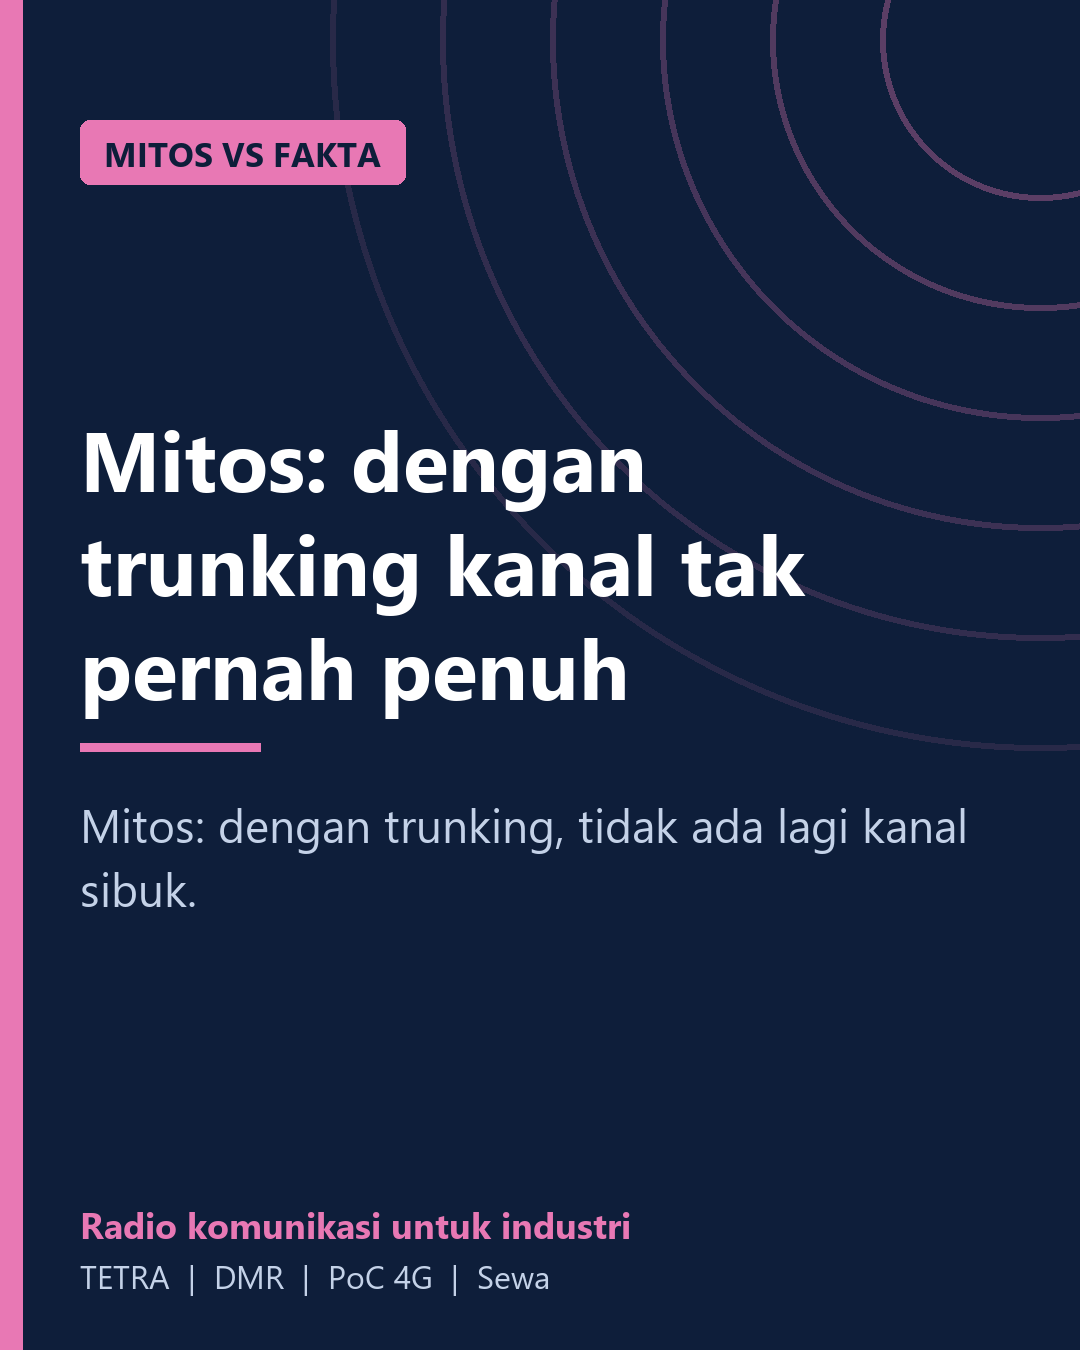 MITOS VS FAKTA
Mitos: dengan
trunking kanal tak
pernah penuh
Mitos: dengan trunking, tidak ada lagi kanal
sibuk.
Radio komunikasi untuk industri
TETRA | DMR | PoC 4G | Sewa